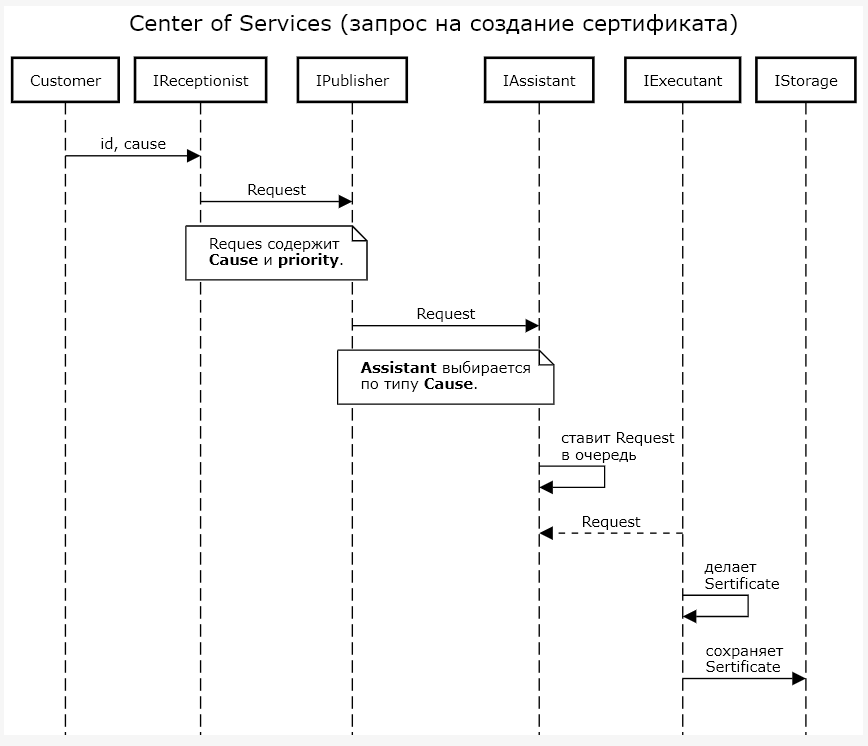 Center of Services (запрос на создание сертификата)
Customer
IReceptionist
IPublisher
IAssistant
IExecutant
IStorage
id, cause
Request
Reques содержит
Cause и priority.
Request
Assistant выбирается
по типу Cause.
ставит Request
в очередь
Request
делает
Sertificate
сохраняет
Sertificate